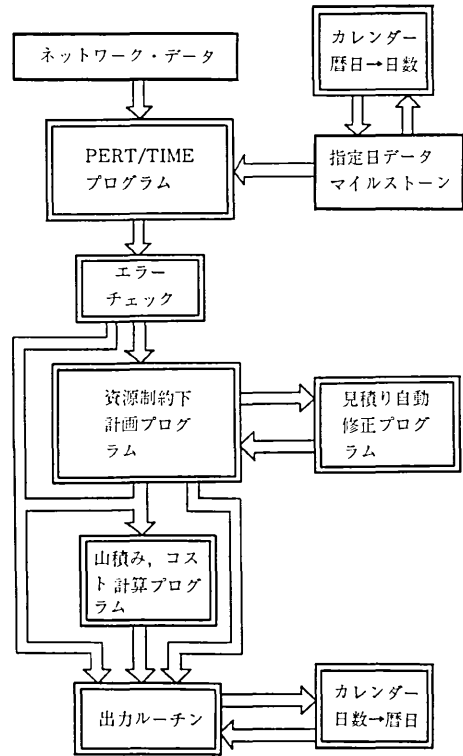 ネットワーク・データ
カレンダー
暦日→日数
PERT/TIME
プログラム
指定日データ
マイルストーン
エラー
チェック
資源制約下
計画プログ
ラム
見積り自動
修正プログ
ラム
山積み，コス
ト計算プログ
ラム
出力ルーチン
カレンダー
日数→暦日